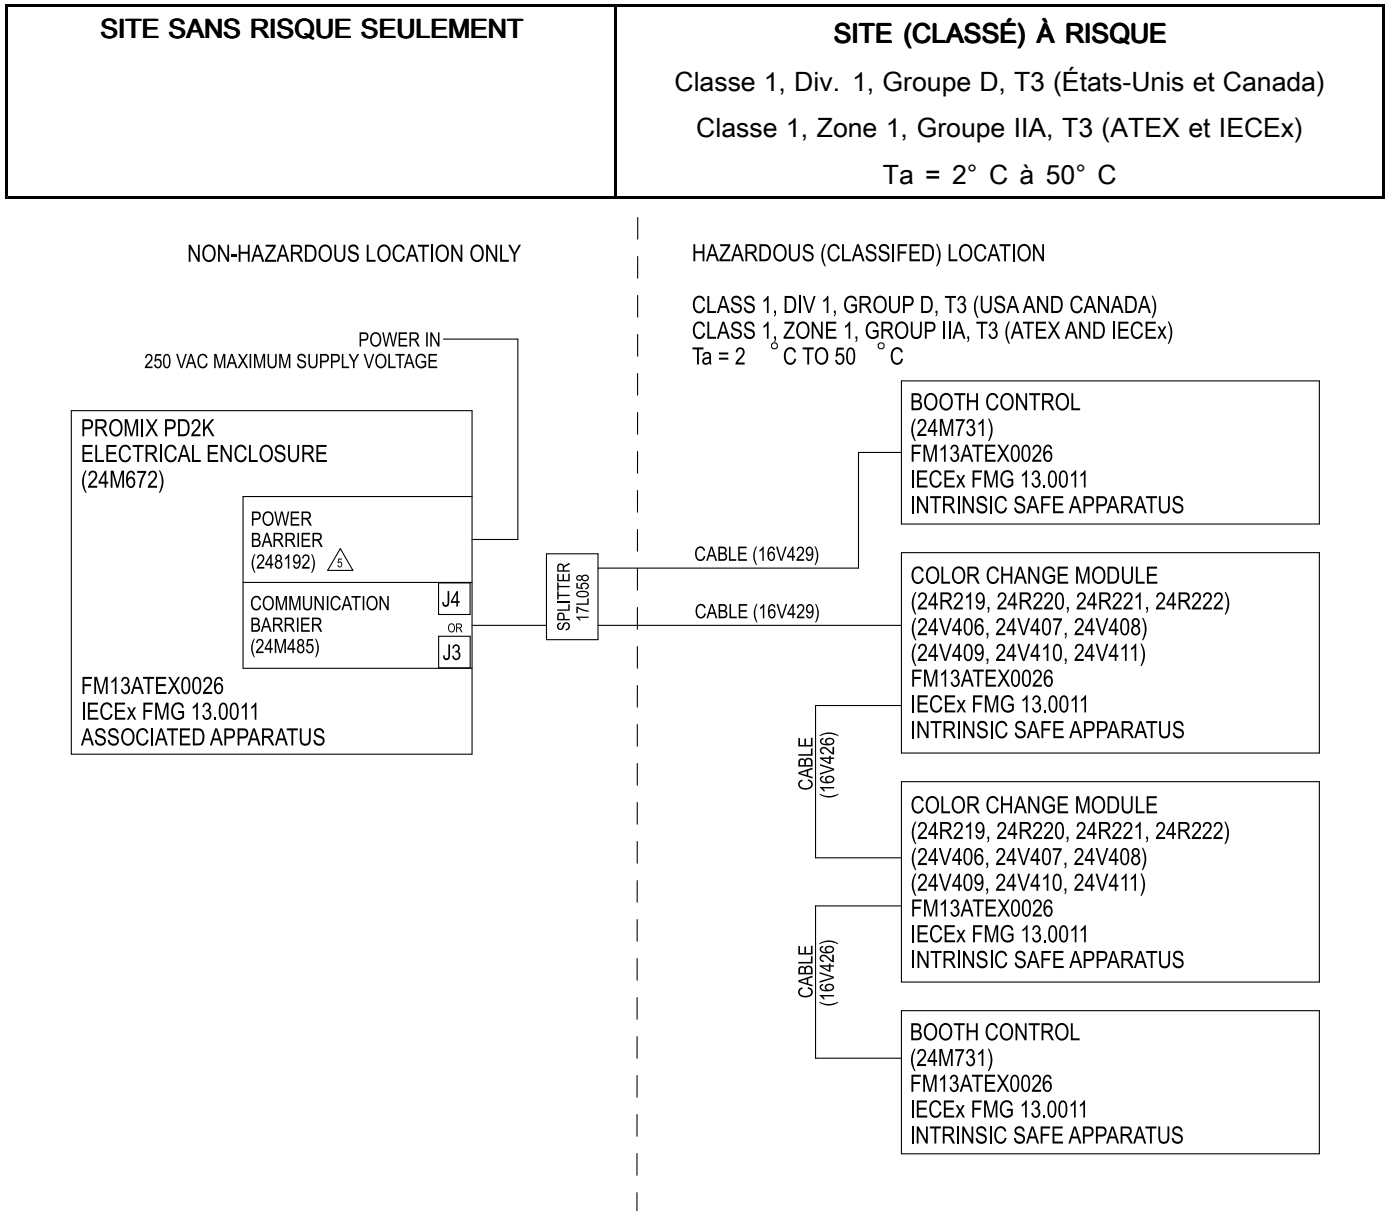 SITE SANS RISQUE SEULEMENT
SITE (CLASSÉ) À RISQUE
Classe 1, Div. 1, Groupe D, T3 (États-Unis et Canada)
Classe 1, Zone 1, Groupe IIA, T3 (ATEX et IECEx)
Ta = 2° C à 50° C
NON-HAZARDOUS LOCATION ONLY
HAZARDOUS (CLASSIFED) LOCATION
CLASS 1, DIV 1, GROUP D, T3 (USA AND CANADA)
CLASS 1, ZONE 1, GROUP IIA, T3 (ATEX AND IECEx)
Ta = 2 ° C TO 50 ° C
POWER IN
250 VAC MAXIMUM SUPPLY VOLTAGE
PROMIX PD2K
ELECTRICAL ENCLOSURE
(24M672)
POWER
BARRIER
(248192) 5
COMMUNICATION
BARRIER
(24M485)
J4
OR
J3
FM13ATEX0026
IECEx FMG 13.0011
ASSOCIATED APPARATUS
SPLITTER
17L058
CABLE (16V429)
CABLE (16V429)
BOOTH CONTROL
(24M731)
FM13ATEX0026
IECEx FMG 13.0011
INTRINSIC SAFE APPARATUS
COLOR CHANGE MODULE
(24R219, 24R220, 24R221, 24R222)
(24V406, 24V407, 24V408)
(24V409, 24V410, 24V411)
FM13ATEX0026
IECEx FMG 13.0011
INTRINSIC SAFE APPARATUS
CABLE
(16V426)
COLOR CHANGE MODULE
(24R219, 24R220, 24R221, 24R222)
(24V406, 24V407, 24V408)
(24V409, 24V410, 24V411)
FM13ATEX0026
IECEx FMG 13.0011
INTRINSIC SAFE APPARATUS
CABLE
(16V426)
BOOTH CONTROL
(24M731)
FM13ATEX0026
IECEx FMG 13.0011
INTRINSIC SAFE APPARATUS